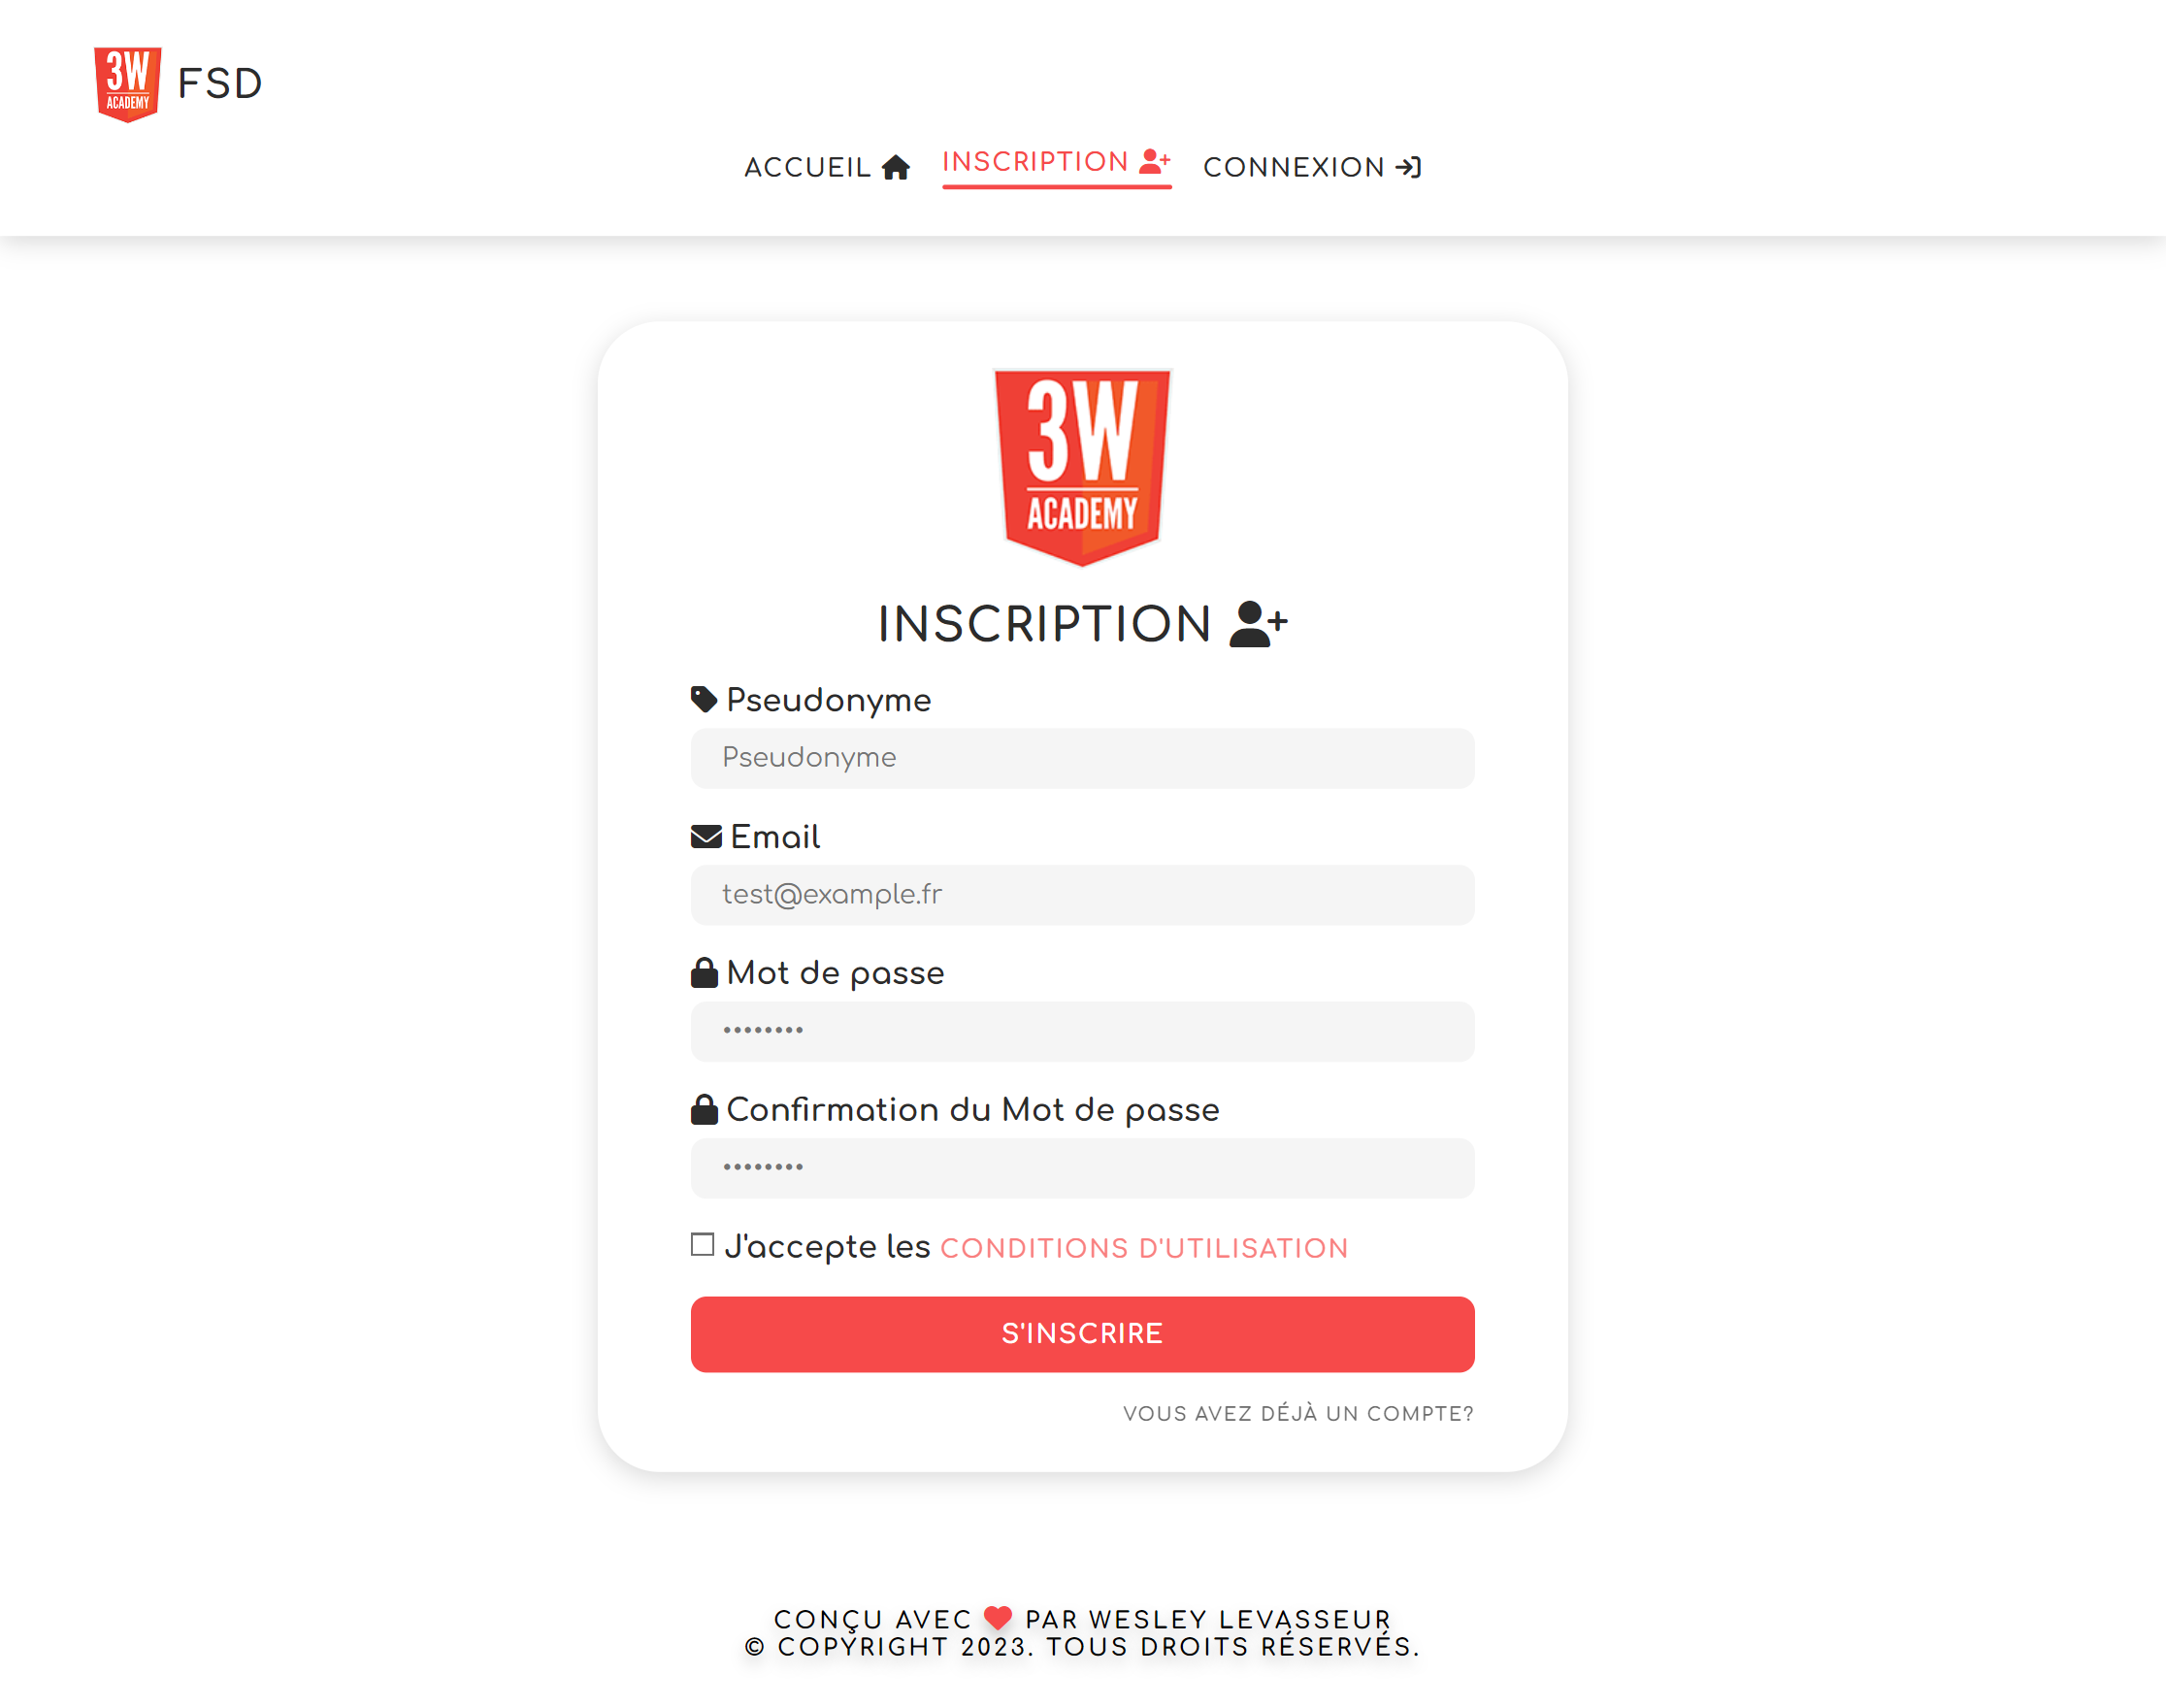 3W
ACADEMY
FSD
ACCUEIL INSCRIPTION CONNEXION
3W
ACADEMY
INSCRIPTION
Pseudonyme
Pseudonyme
Email
test@example.fr
Mot de passe
••••••••
Confirmation du Mot de passe
••••••••
J'accepte les CONDITIONS D'UTILISATION
S'INSCRIRE
VOUS AVEZ DÉJÀ UN COMPTE?
CONÇU AVEC ❤ PAR WESLEY LEVASSEUR
© COPYRIGHT 2023. TOUS DROITS RÉSERVÉS.